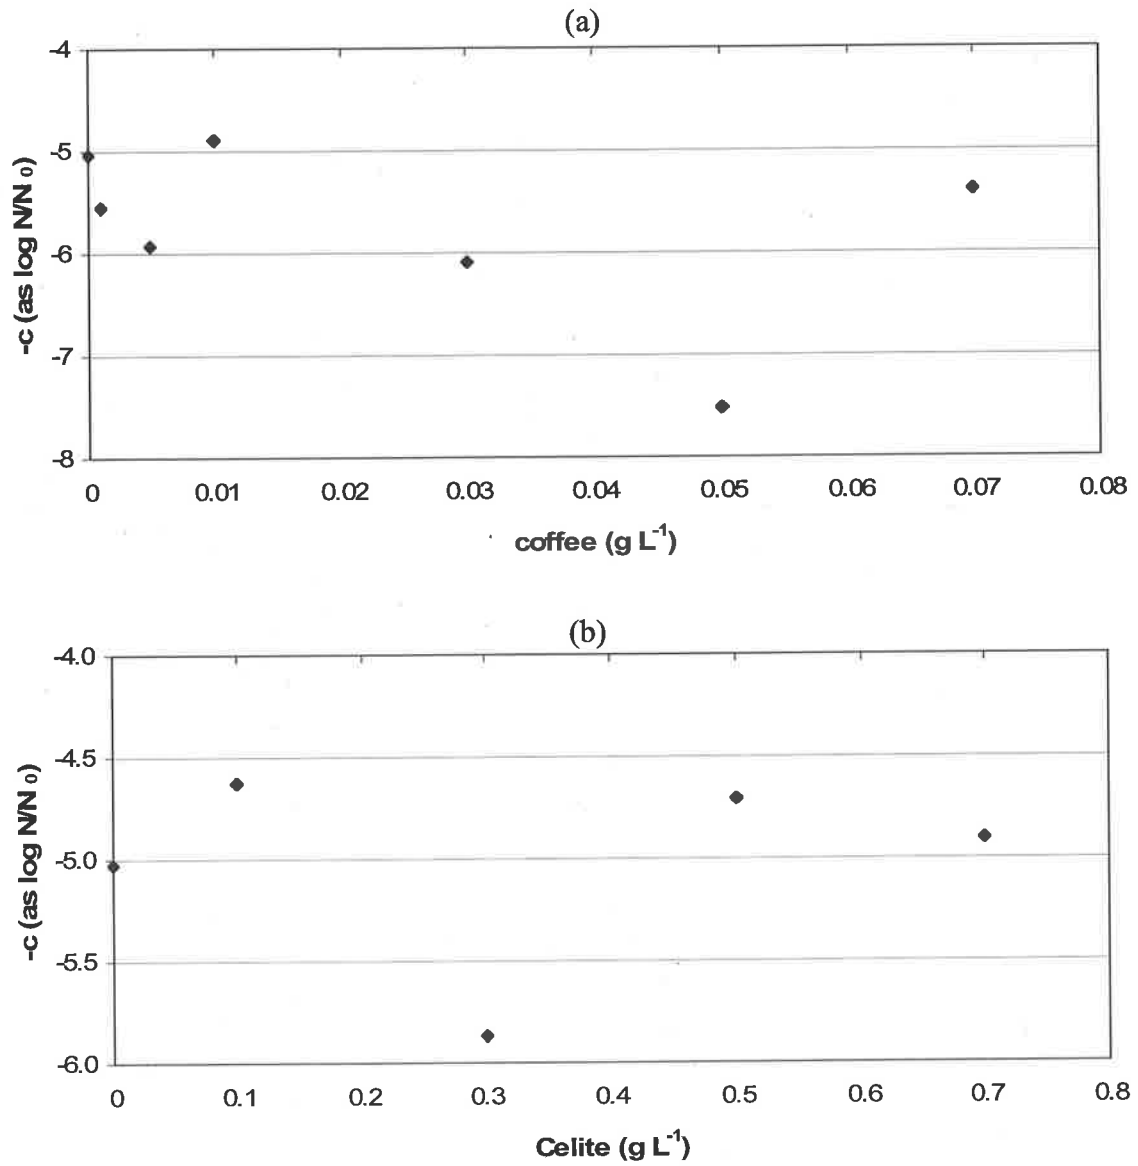 (a)
-c (as log N/N₀)
-4
-5
-6
-7
-8
0 0.01 0.02 0.03 0.04 0.05 0.06 0.07 0.08
coffee (g L⁻¹)
(b)
-c (as log N/N₀)
-4.0
-4.5
-5.0
-5.5
-6.0
0 0.1 0.2 0.3 0.4 0.5 0.6 0.7 0.8
Celite (g L⁻¹)